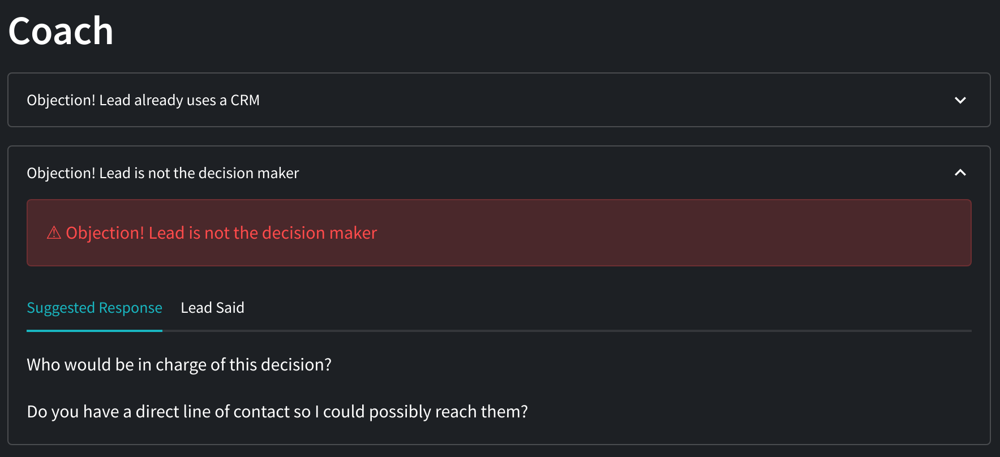 Coach
Objection! Lead already uses a CRM
Objection! Lead is not the decision maker
⚠ Objection! Lead is not the decision maker
Suggested Response Lead Said
Who would be in charge of this decision?
Do you have a direct line of contact so I could possibly reach them?